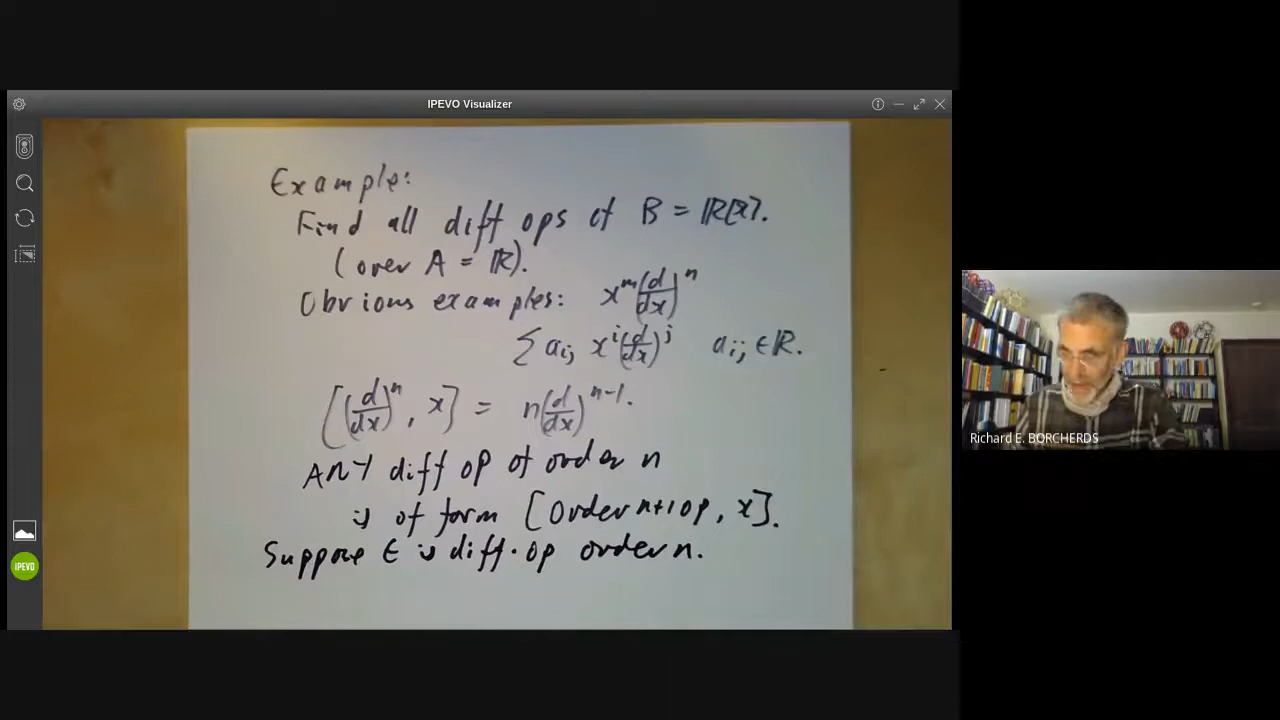 IPEVO Visualizer
Example:
Find all diff ops of B = ℝ[x].
(over A = ℝ).
Obvious examples: x^m (d/dx)^n
Σ a_ij x^i (d/dx)^j a_ij ∈ ℝ.
[(d/dx)^n, x] = n(d/dx)^{n-1}.
ANY diff op of order n
is of form [Order n+1 op, x].
Suppose E is diff. op order n.
Richard E. BORCHERDS
IPEVO